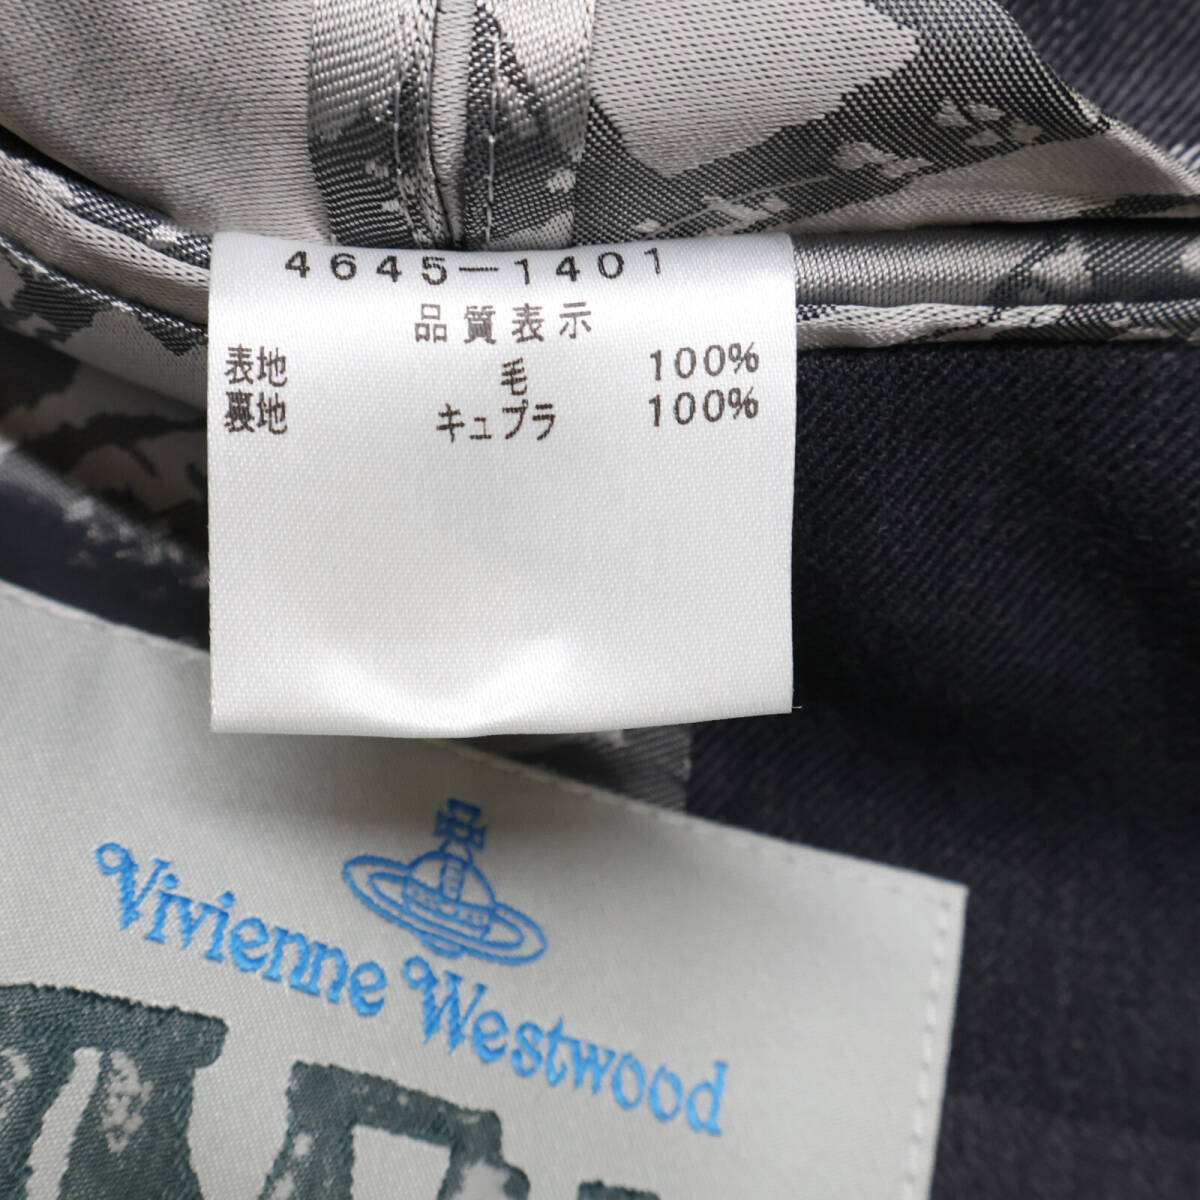 4645-1401
品質表示
表地 毛 100%
裏地 キュプラ 100%
Vivienne Westwood